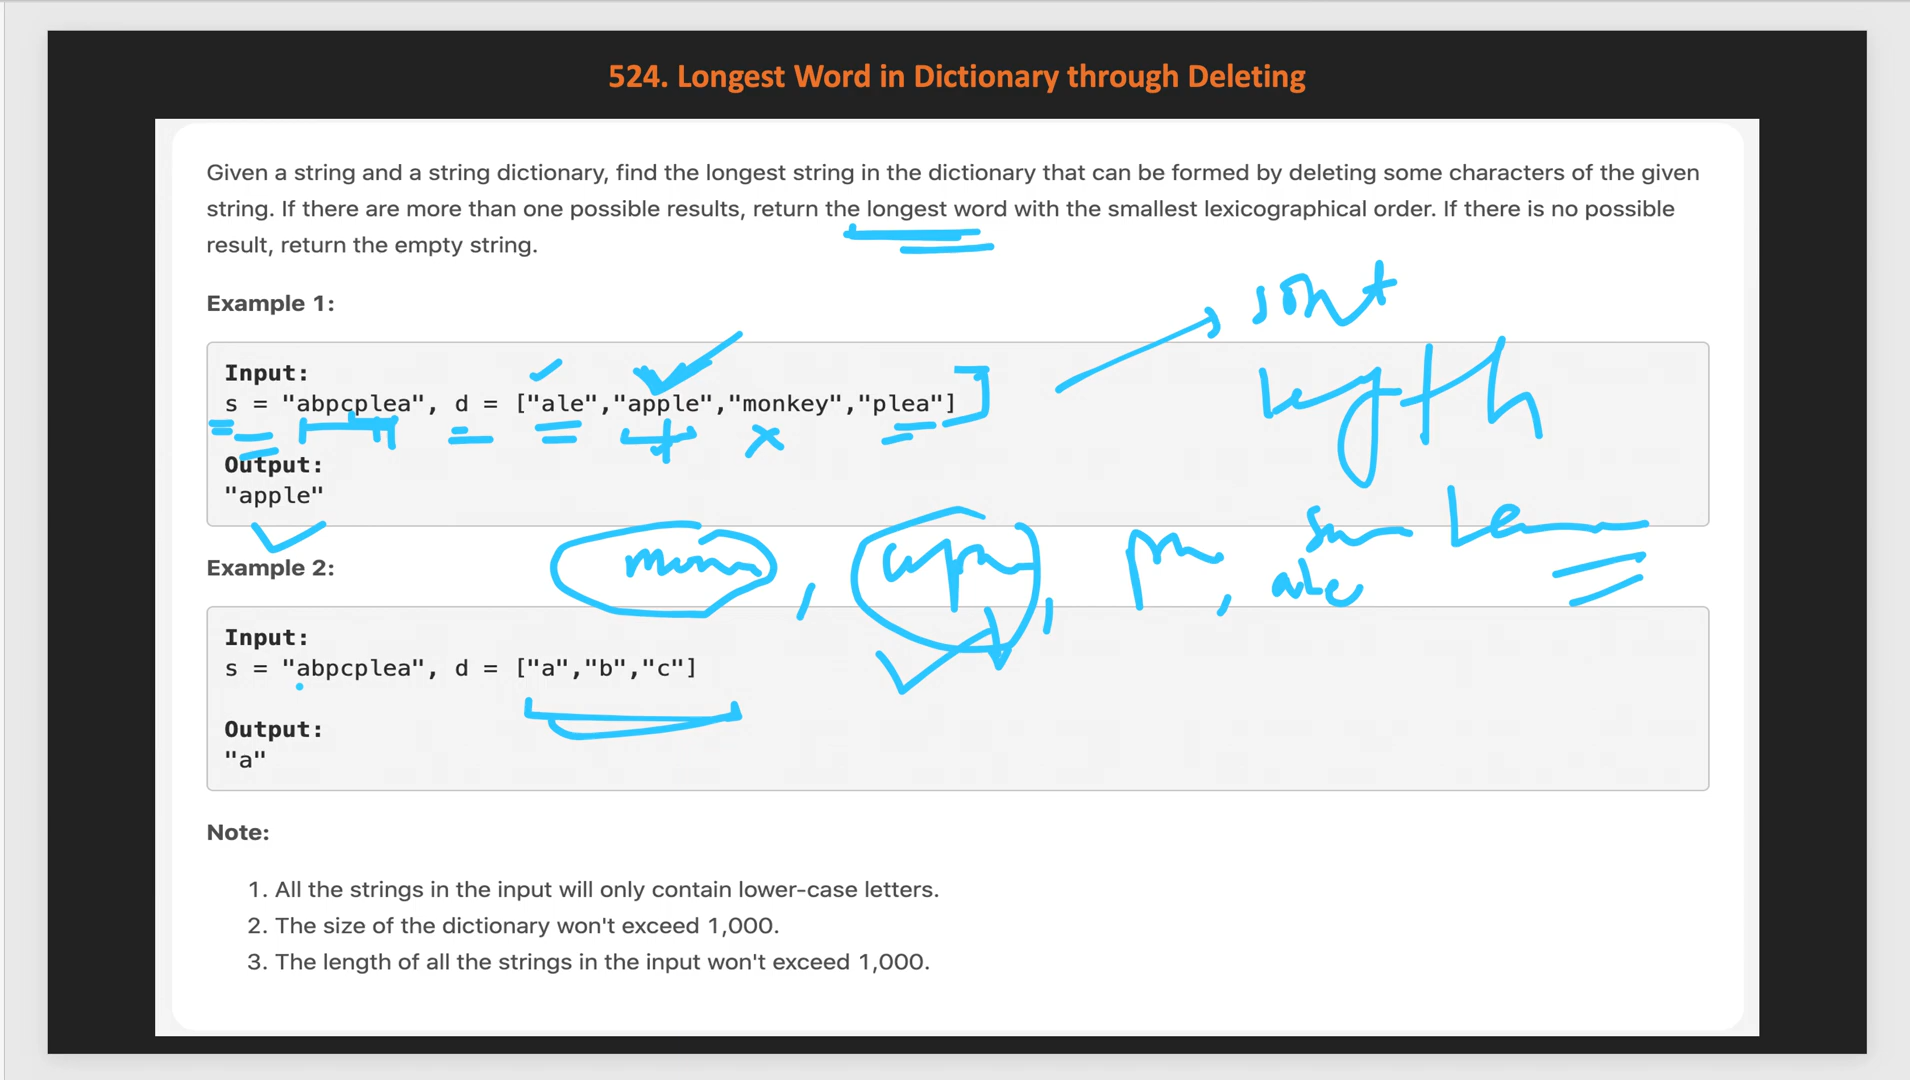 524. Longest Word in Dictionary through Deleting
Given a string and a string dictionary, find the longest string in the dictionary that can be formed by deleting some characters of the given
string. If there are more than one possible results, return the longest word with the smallest lexicographical order. If there is no possible
result, return the empty string.
Example 1:
sort
Input:
length
s = "abpcplea", d = ["ale","apple","monkey","plea"]
Output:
"apple"
Example 2:
ale
Input:
s = "abpcplea", d = ["a","b","c"]
Output:
"a"
Note:
1. All the strings in the input will only contain lower-case letters.
2. The size of the dictionary won't exceed 1,000.
3. The length of all the strings in the input won't exceed 1,000.